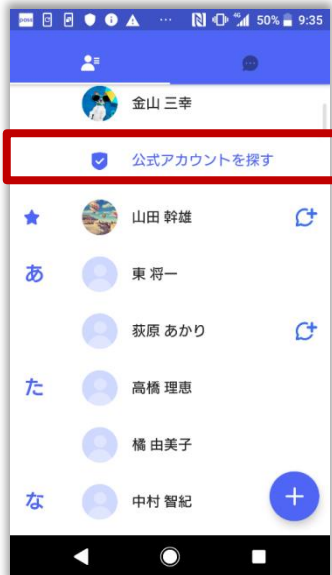 50% 9:35
金山 三幸
公式アカウントを探す
山田 幹雄
あ 東 将一
荻原 あかり
た 高橋 理恵
橘 由美子
な 中村 智紀